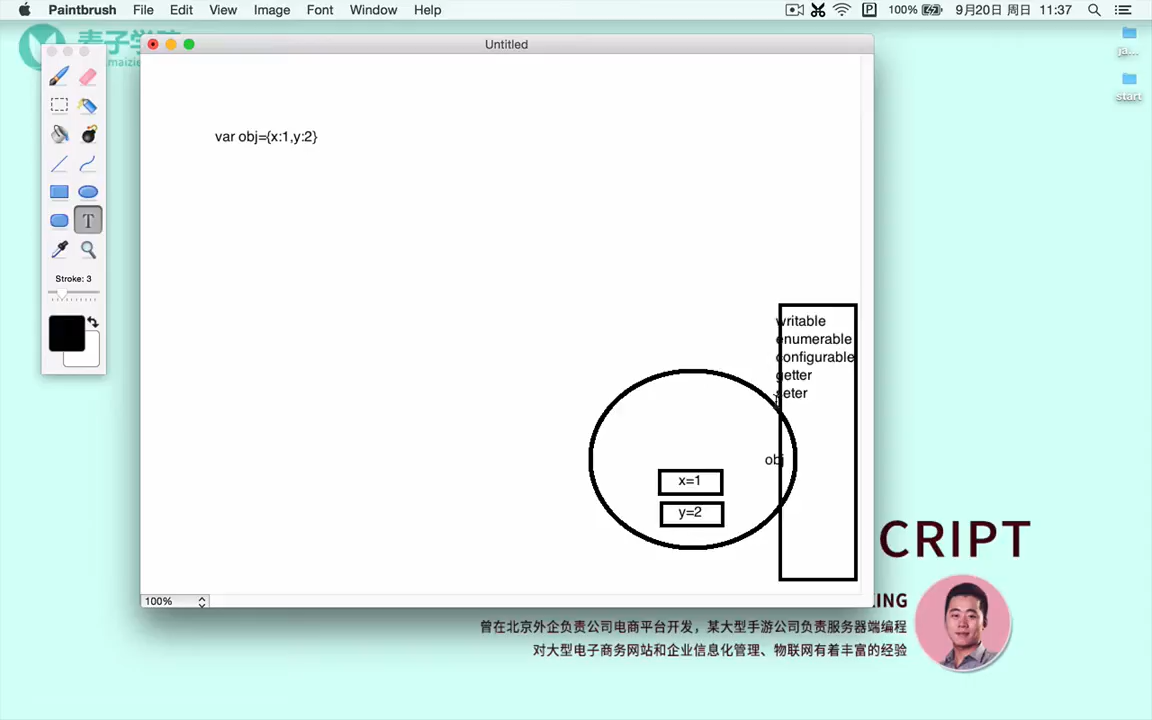 Paintbrush File Edit View Image Font Window Help 100% 9月20日 周日 11:37
Untitled
ja...
start
var obj={x:1,y:2}
Stroke: 3
writable
enumerable
configurable
getter
seter
obj
x=1
y=2
CRIPT
100%
KING
曾在北京外企负责公司电商平台开发，某大型手游公司负责服务器端编程
对大型电子商务网站和企业信息化管理、物联网有着丰富的经验